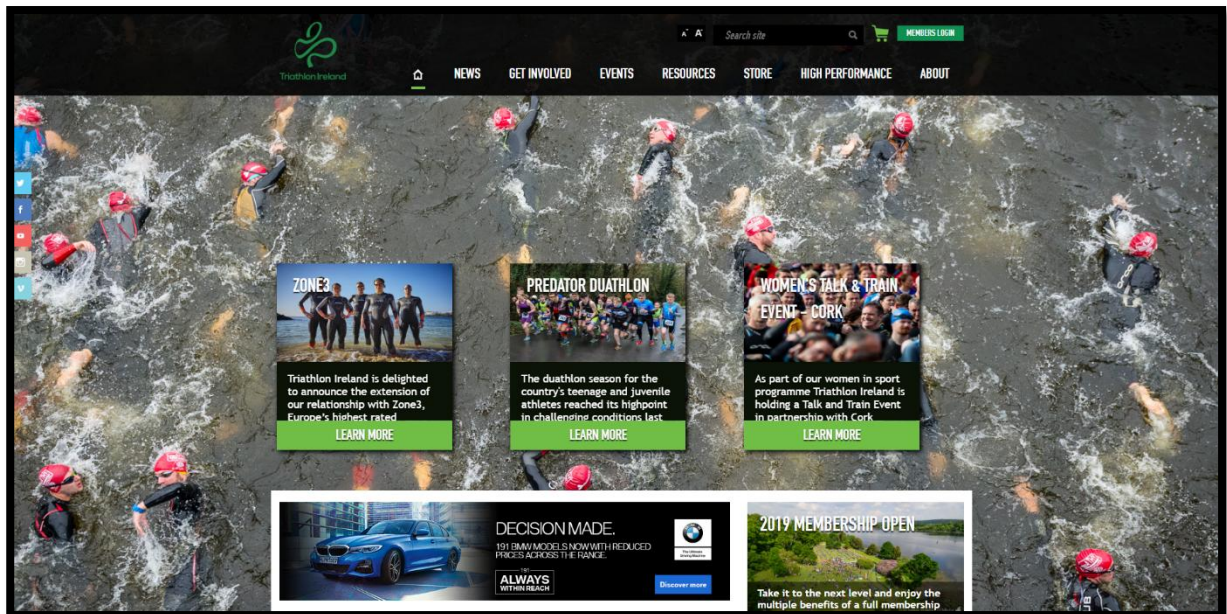 A- A+
Search site
MEMBERS LOGIN
Triathlon Ireland
NEWS GET INVOLVED EVENTS RESOURCES STORE HIGH PERFORMANCE ABOUT
ZONE3
Triathlon Ireland is delighted
to announce the extension of
our relationship with Zone3,
Europe's highest rated
LEARN MORE
PREDATOR DUATHLON
The duathlon season for the
country's teenage and juvenile
athletes reached its highpoint
in challenging conditions last
LEARN MORE
WOMEN'S TALK & TRAIN
EVENT – CORK
As part of our women in sport
programme Triathlon Ireland is
holding a Talk and Train Event
in partnership with Cork
LEARN MORE
DECISION MADE.
191 BMW MODELS NOW WITH REDUCED
PRICES ACROSS THE RANGE.
191
ALWAYS
WITHIN REACH
The Ultimate
Driving Machine
Discover more
2019 MEMBERSHIP OPEN
Take it to the next level and enjoy the
multiple benefits of a full membership